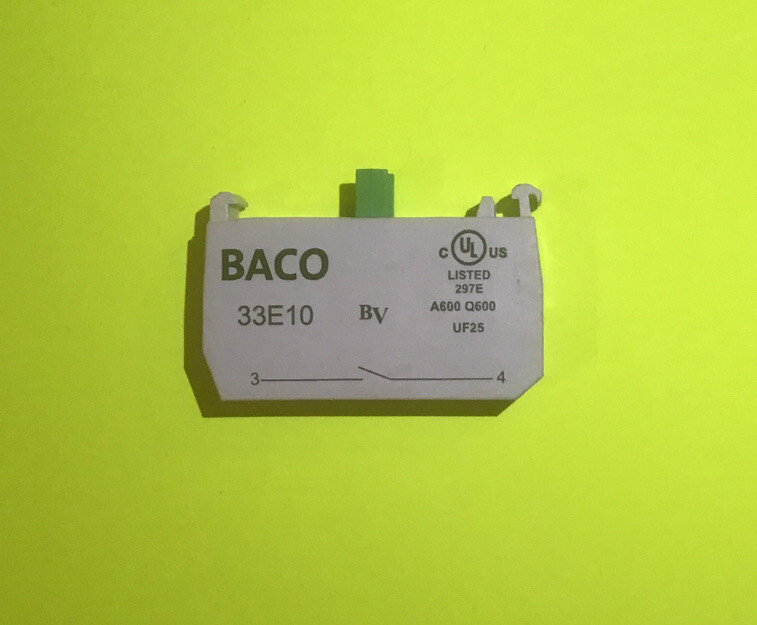 BACO
33E10
BV
C UL US
LISTED
297E
A600 Q600
UF25
3 4